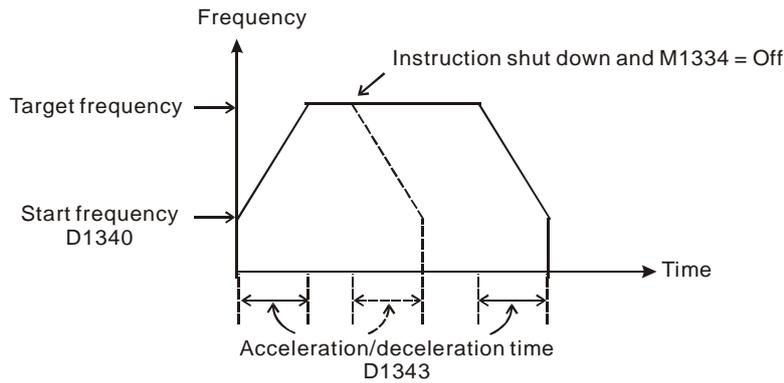 Frequency
Instruction shut down and M1334 = Off
Target frequency
Start frequency
D1340
Time
Acceleration/deceleration time
D1343